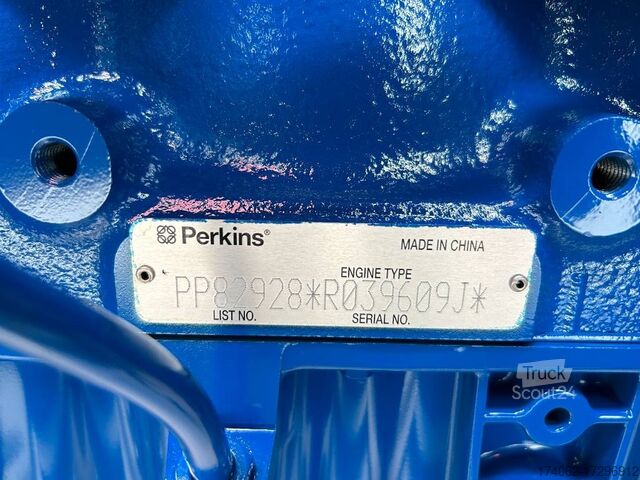 Perkins®
MADE IN CHINA
ENGINE TYPE
PP82928*R039609J*
LIST NO.
SERIAL NO.
Truck
Scout24